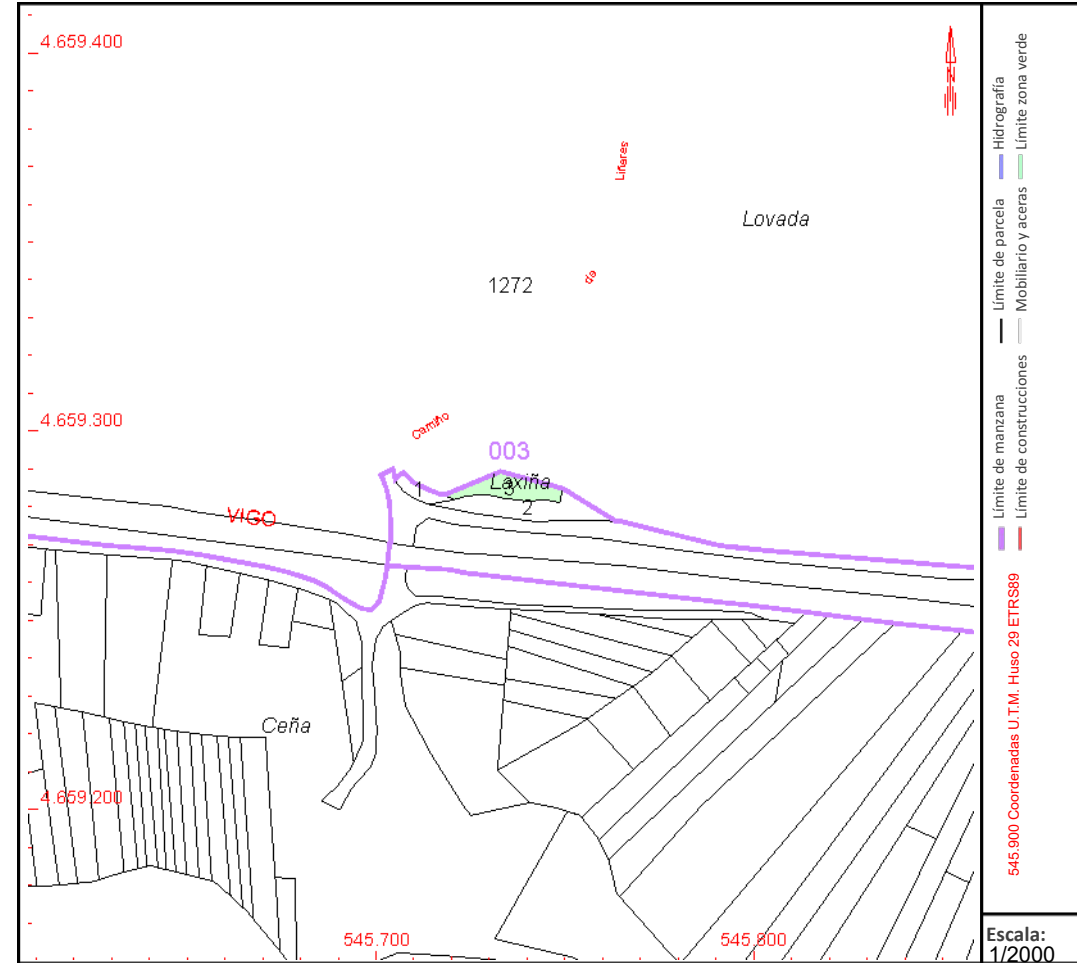 4.659.400
N
Liñares
Lovada
de
1272
4.659.300
Camiño
003
1
Laxiña
3
2
VIGO
Ceña
4.659.200
545.700
545.800
Límite de manzana
Límite de parcela
Hidrografía
Límite de construcciones
Mobiliario y aceras
Límite zona verde
545.900 Coordenadas U.T.M. Huso 29 ETRS89
Escala:
1/2000